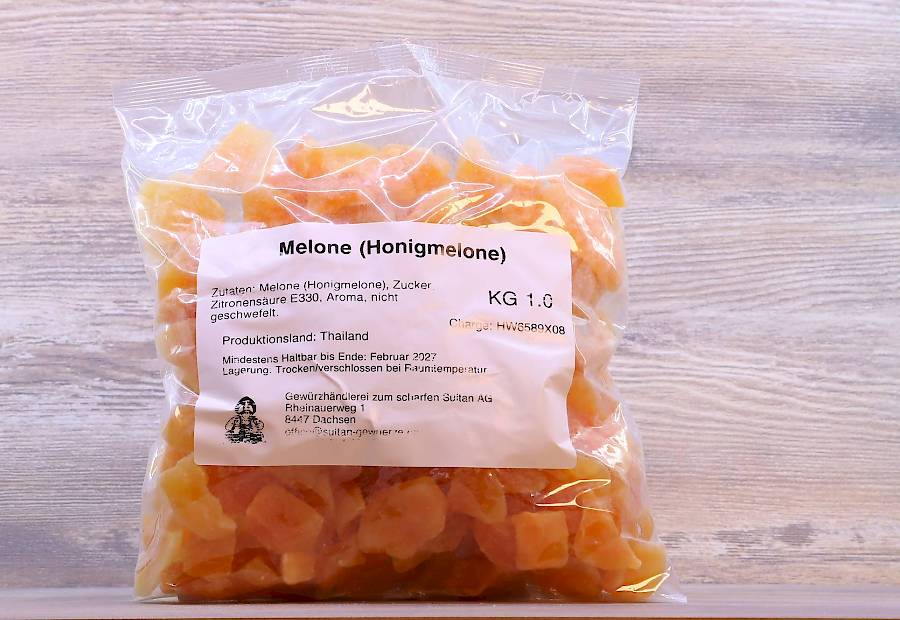 Melone (Honigmelone)
Zutaten: Melone (Honigmelone), Zucker
Zitronensäure E330, Aroma, nicht
geschwefelt.
KG 1.0
Charge: HW6589X08
Produktionsland: Thailand
Mindestens Haltbar bis Ende: Februar 2027
Lagerung: Trocken/verschlossen bei Raumtemperatur
Gewürzhändlerei zum scharfen Sultan AG
Rheinauerweg 1
8447 Dachsen